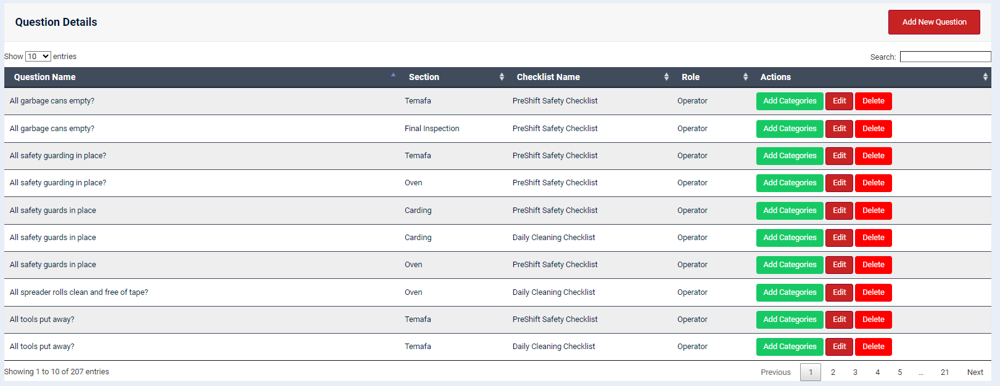 Question Details
Add New Question
Show 10 entries
Search:
Question Name Section Checklist Name Role Actions
All garbage cans empty? Temafa PreShift Safety Checklist Operator Add Categories Edit Delete
All garbage cans empty? Final Inspection PreShift Safety Checklist Operator Add Categories Edit Delete
All safety guarding in place? Temafa PreShift Safety Checklist Operator Add Categories Edit Delete
All safety guarding in place? Oven PreShift Safety Checklist Operator Add Categories Edit Delete
All safety guards in place Carding PreShift Safety Checklist Operator Add Categories Edit Delete
All safety guards in place Carding Daily Cleaning Checklist Operator Add Categories Edit Delete
All safety guards in place Oven PreShift Safety Checklist Operator Add Categories Edit Delete
All spreader rolls clean and free of tape? Oven Daily Cleaning Checklist Operator Add Categories Edit Delete
All tools put away? Temafa PreShift Safety Checklist Operator Add Categories Edit Delete
All tools put away? Temafa Daily Cleaning Checklist Operator Add Categories Edit Delete
Showing 1 to 10 of 207 entries
Previous 1 2 3 4 5 ... 21 Next